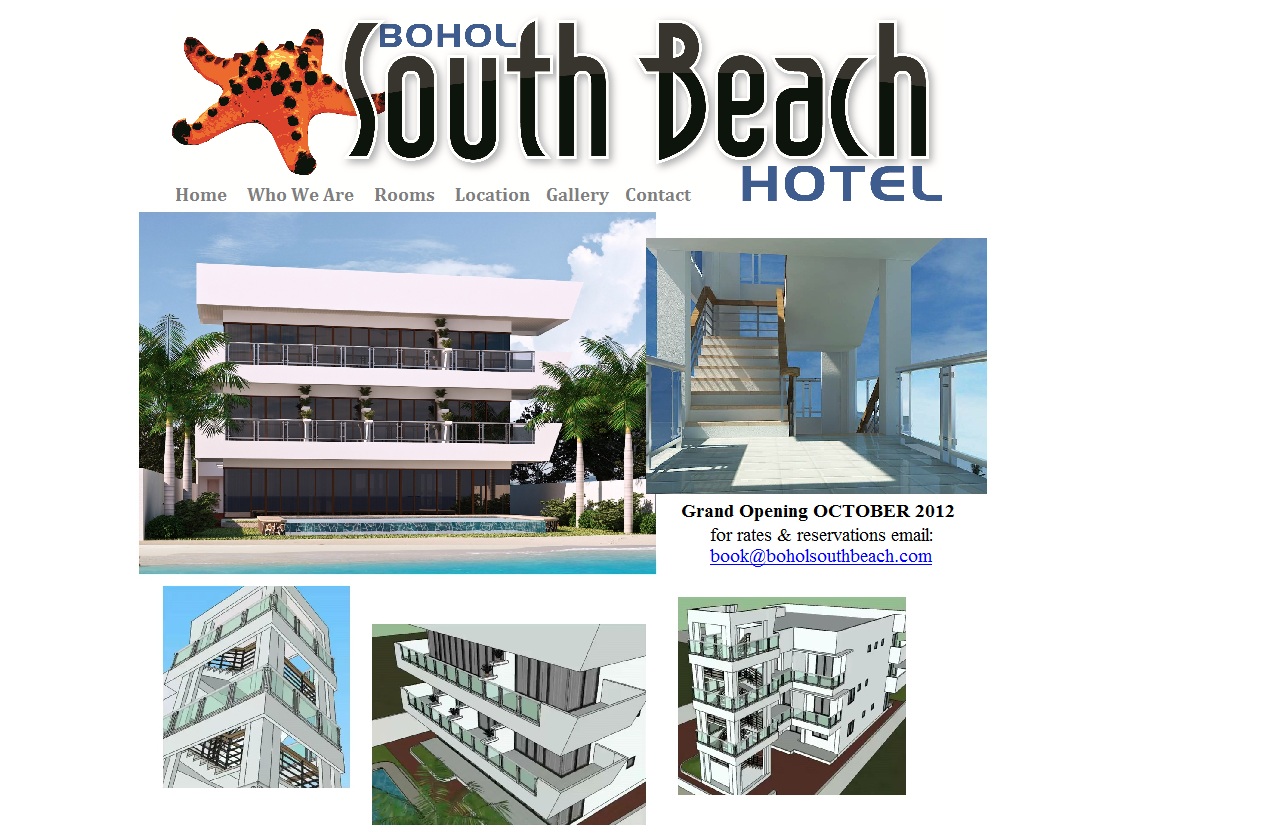 BOHOL
South Beach
HOTEL
Home Who We Are Rooms Location Gallery Contact
Grand Opening OCTOBER 2012
for rates & reservations email:
book@boholsouthbeach.com